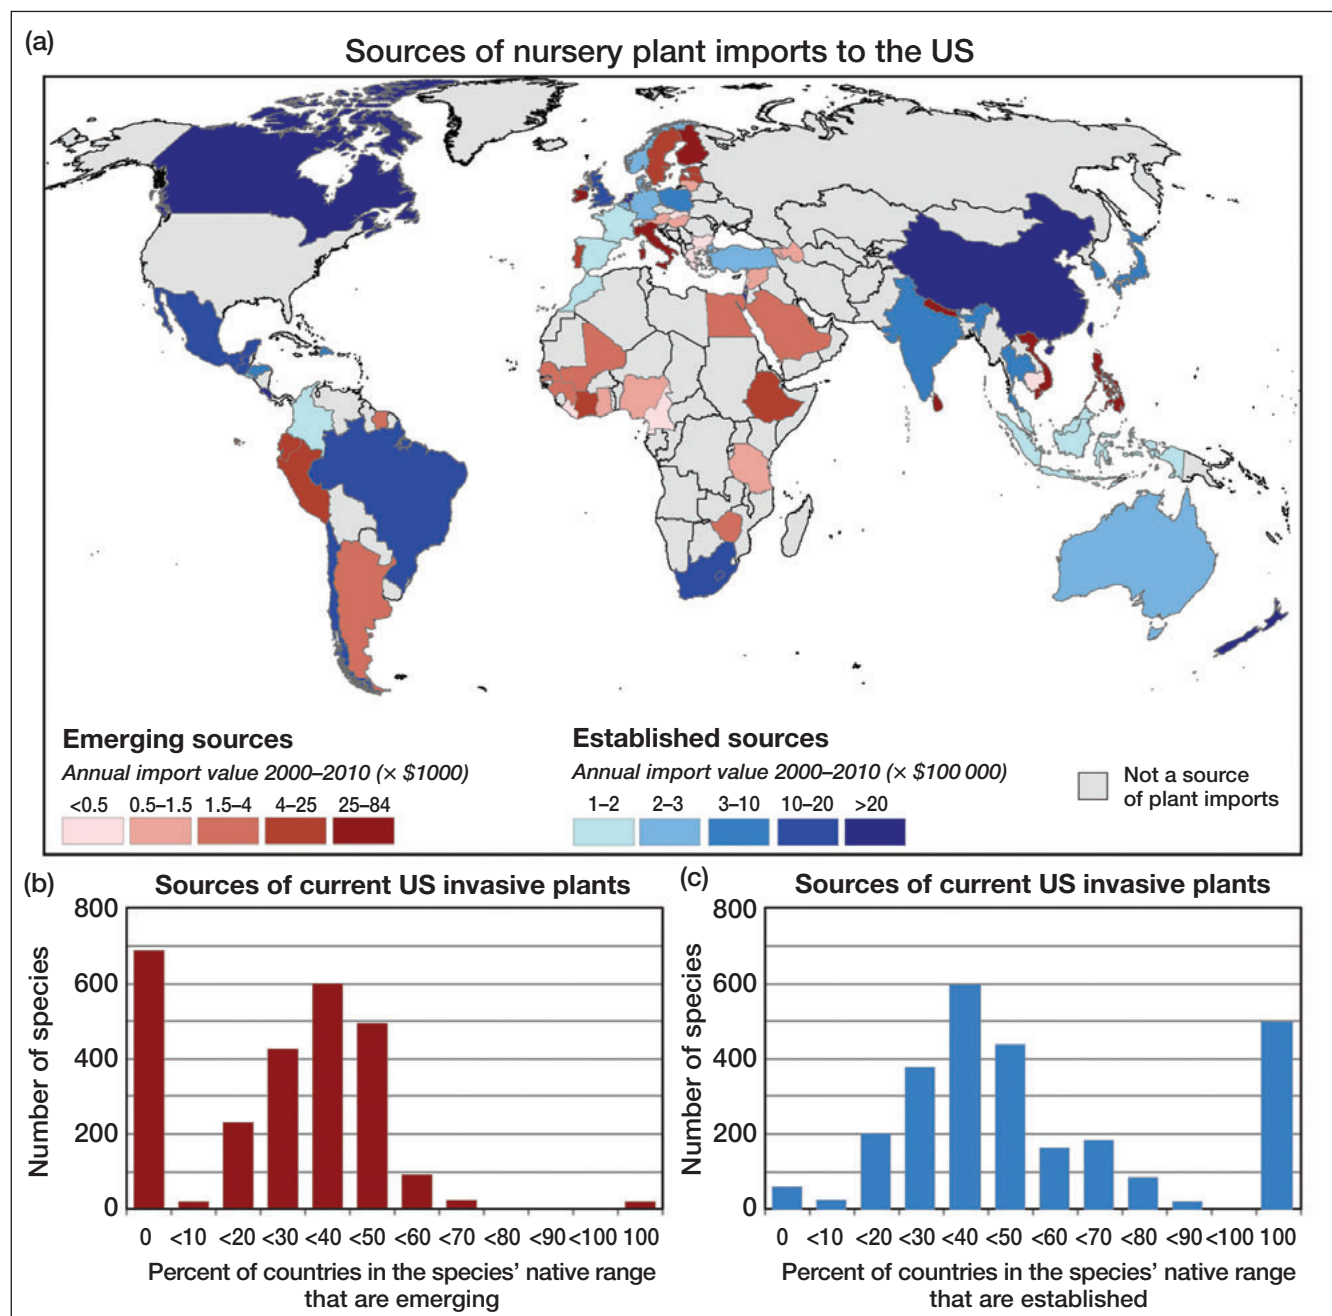 (a)
Sources of nursery plant imports to the US
Emerging sources
Annual import value 2000–2010 (× $1000)
<0.5 0.5–1.5 1.5–4 4–25 25–84
Established sources
Annual import value 2000–2010 (× $100 000)
1–2 2–3 3–10 10–20 >20
Not a source
of plant imports
(b)
Sources of current US invasive plants
Number of species
800
600
400
200
0
0 <10 <20 <30 <40 <50 <60 <70 <80 <90 <100 100
Percent of countries in the species' native range
that are emerging
(c)
Sources of current US invasive plants
Number of species
800
600
400
200
0
0 <10 <20 <30 <40 <50 <60 <70 <80 <90 <100 100
Percent of countries in the species' native range
that are established